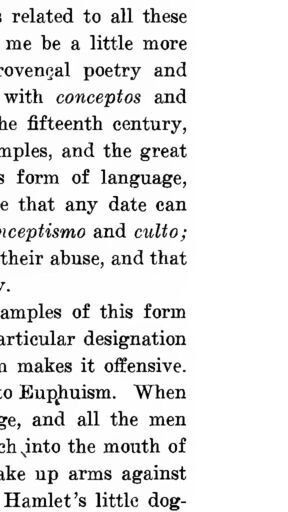 s related to all these
me be a little more
rovençal poetry and
with conceptos and
he fifteenth century,
mples, and the great
s form of language,
e that any date can
nceptismo and culto;
their abuse, and that
y.
amples of this form
articular designation
n makes it offensive.
to Euphuism. When
ge, and all the men
ch into the mouth of
ake up arms against
Hamlet's little dog-